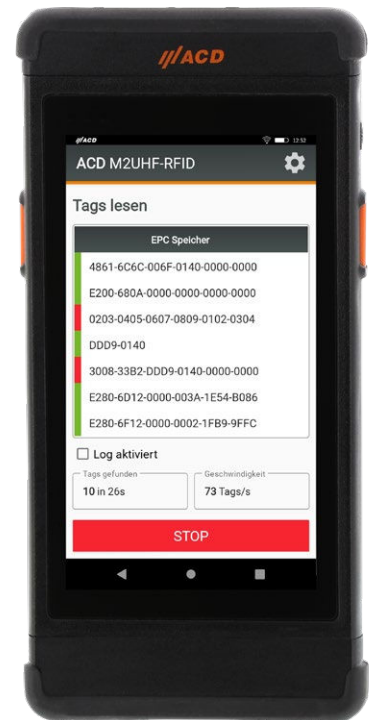 ACD
ACD 12:53
ACD M2UHF-RFID
Tags lesen
EPC Speicher
4861-6C6C-006F-0140-0000-0000
E200-680A-0000-0000-0000-0000
0203-0405-0607-0809-0102-0304
DDD9-0140
3008-33B2-DDD9-0140-0000-0000
E280-6D12-0000-003A-1E54-B086
E280-6F12-0000-0002-1FB9-9FFC
Log aktiviert
Tags gefunden Geschwindigkeit
10 in 26s 73 Tags/s
STOP